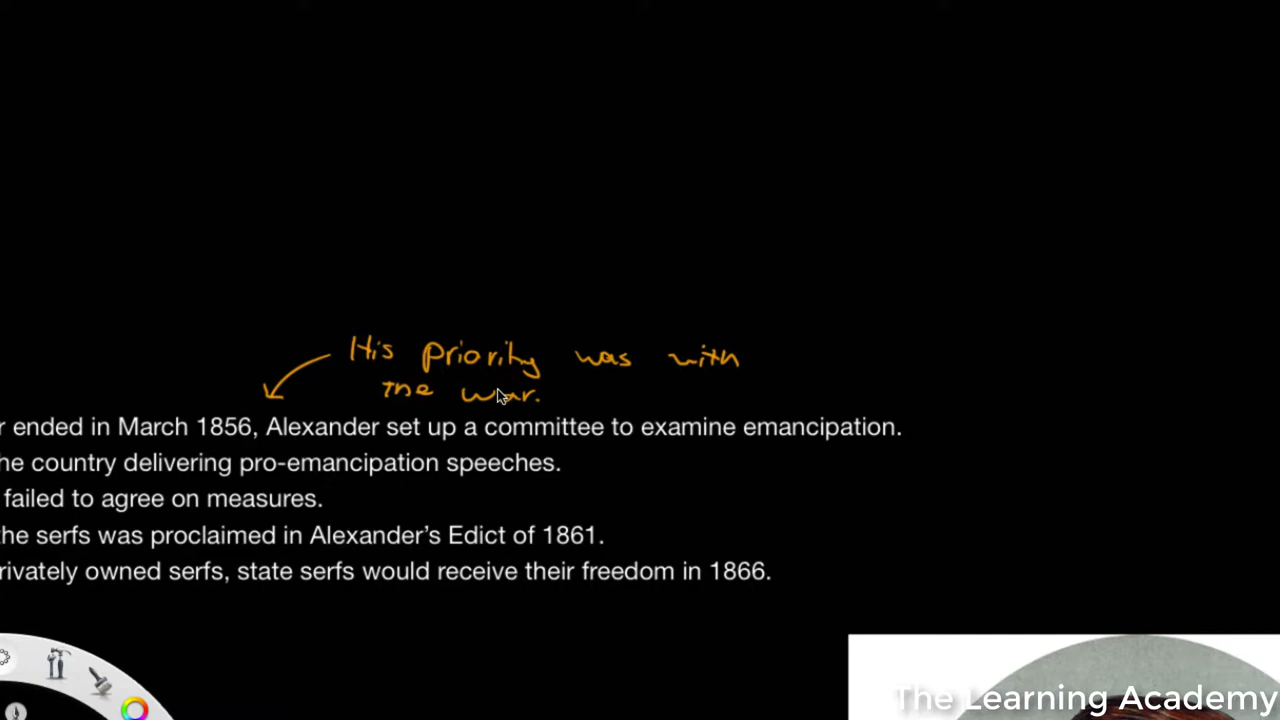 His priority was with
the war.
r ended in March 1856, Alexander set up a committee to examine emancipation.
he country delivering pro-emancipation speeches.
failed to agree on measures.
the serfs was proclaimed in Alexander’s Edict of 1861.
rivately owned serfs, state serfs would receive their freedom in 1866.
The Learning Academy